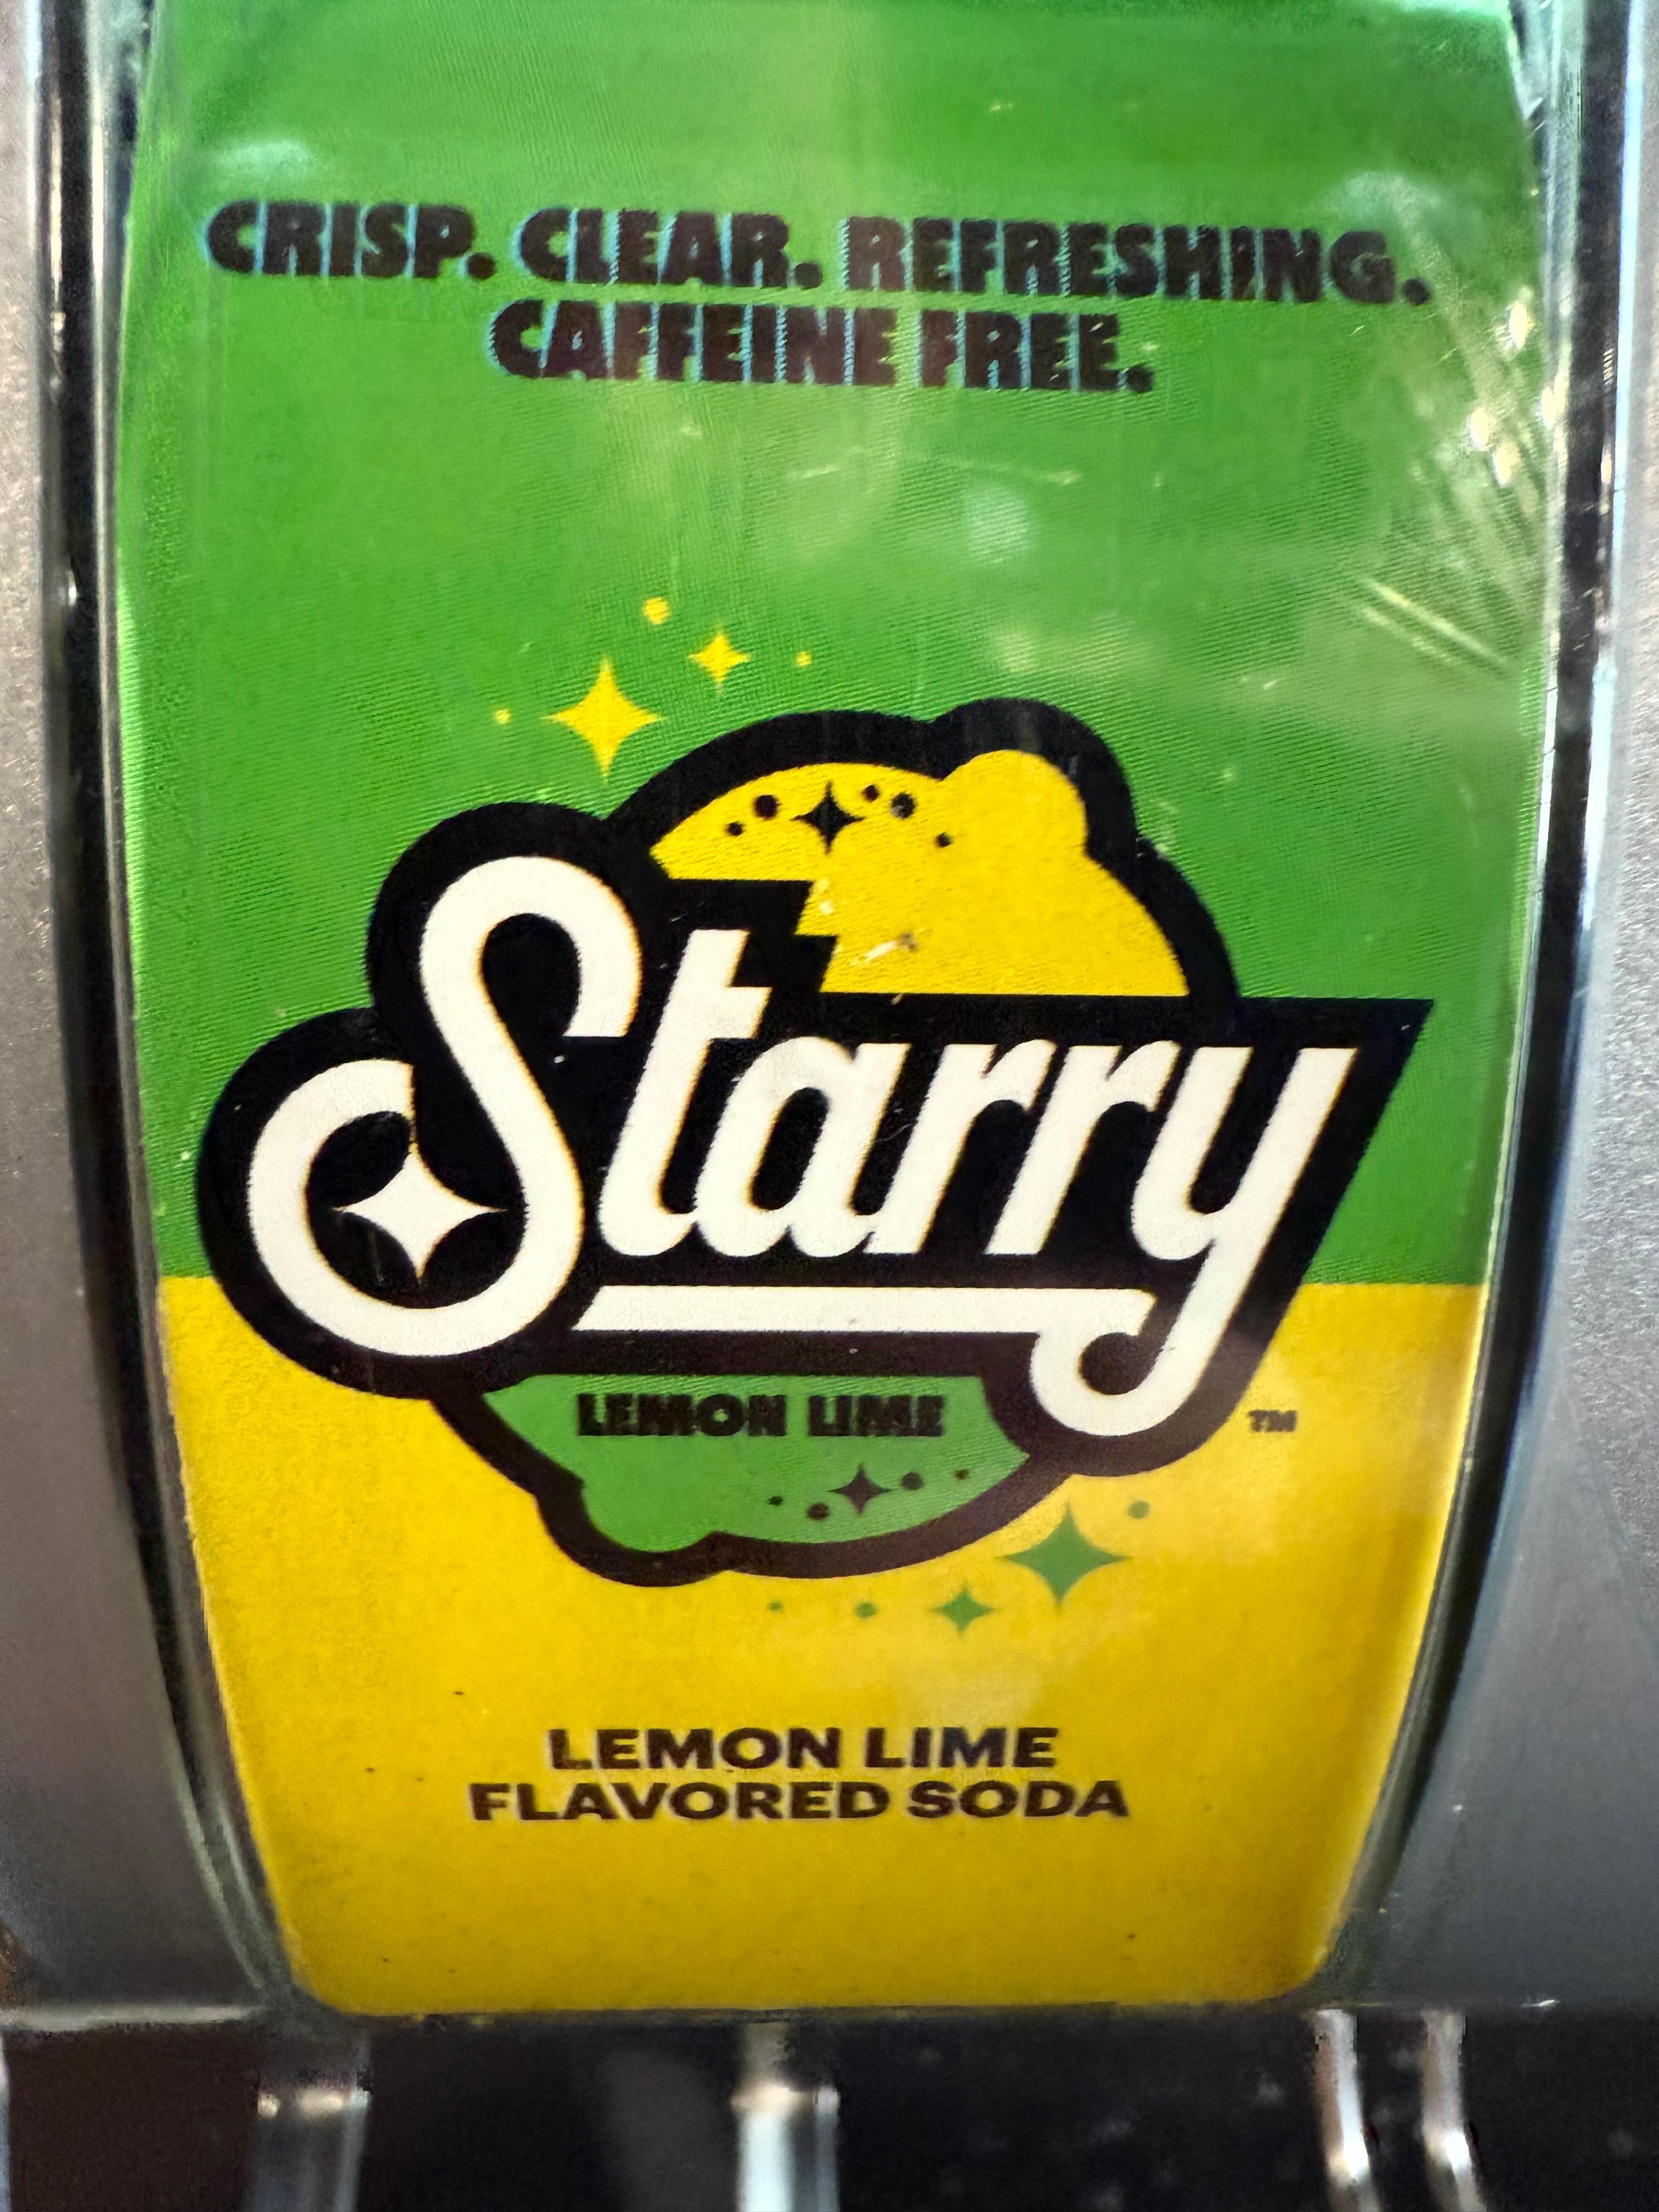 CRISP. CLEAR. REFRESHING.
CAFFEINE FREE.
Starry
LEMON LIME
TM
LEMON LIME
FLAVORED SODA